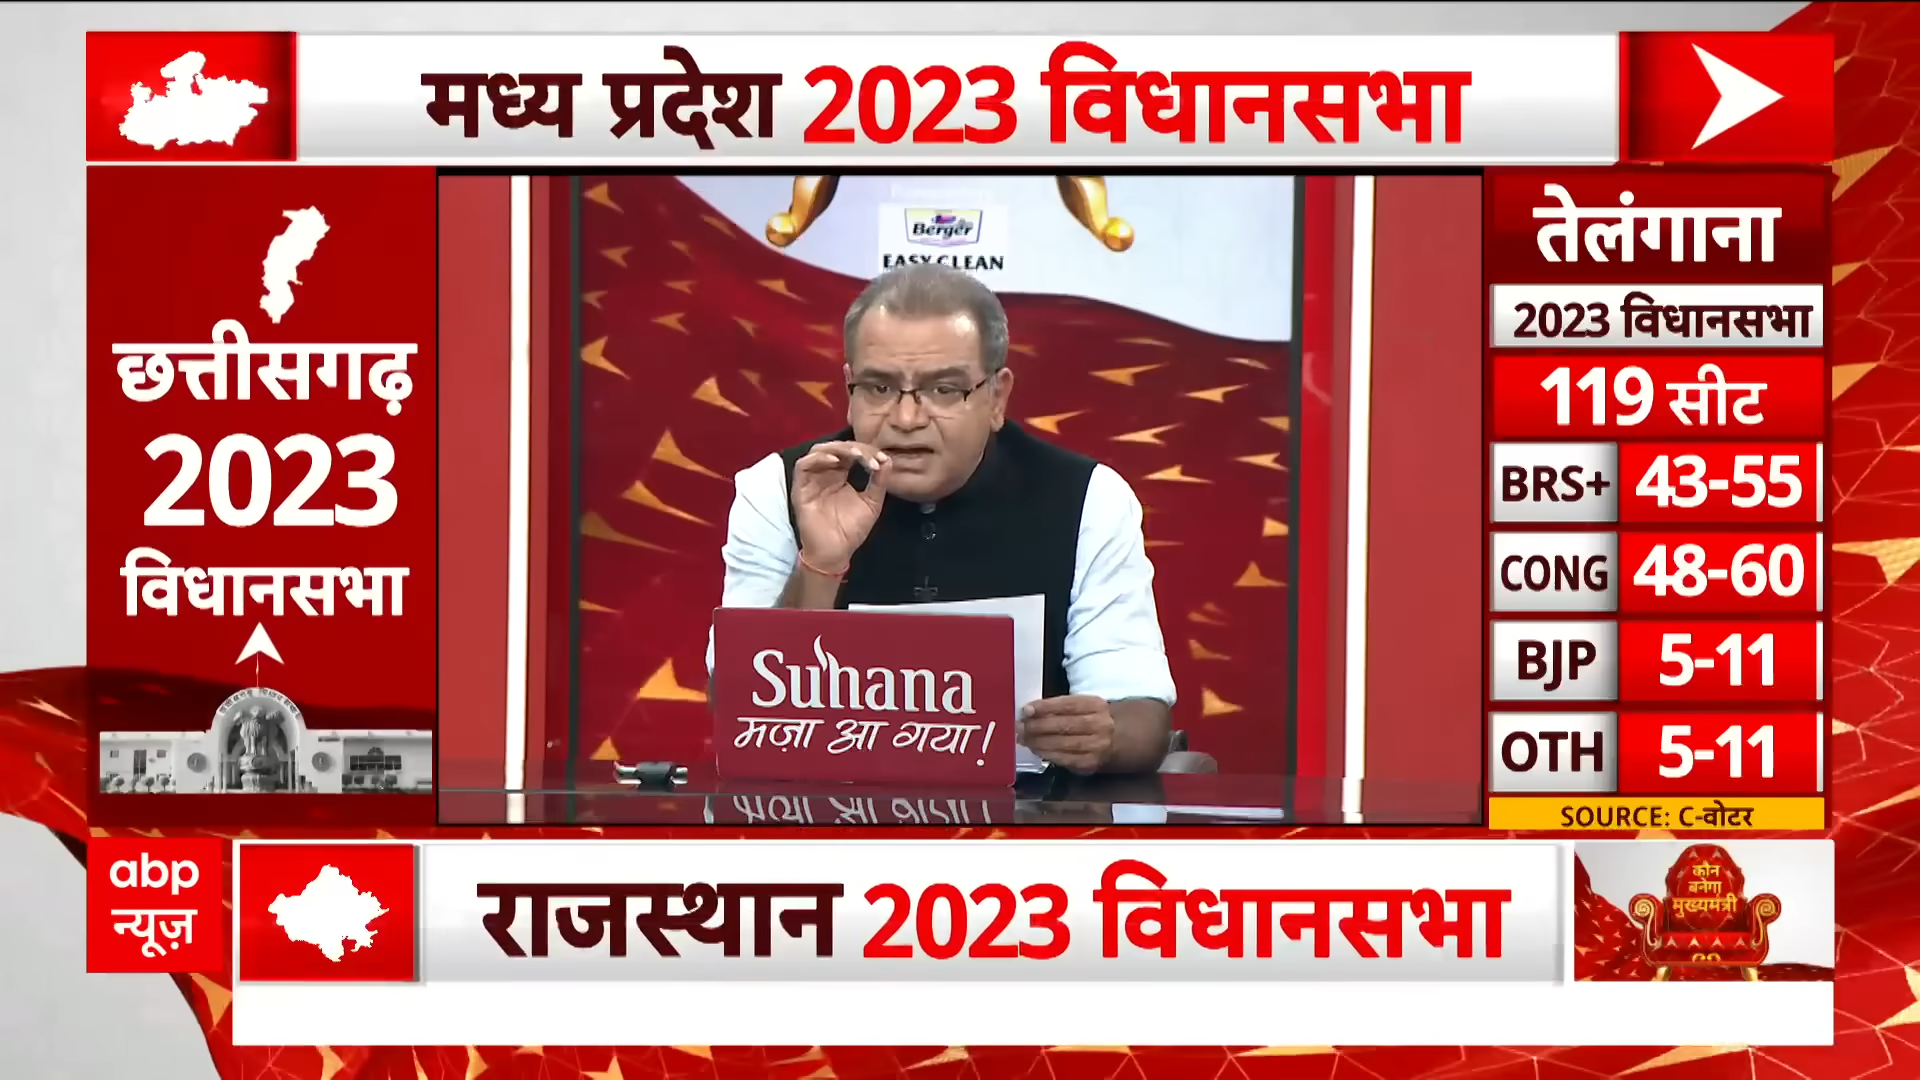 मध्य प्रदेश 2023 विधानसभा
छत्तीसगढ़
2023
विधानसभा
Berger
EASY CLEAN
Suhana
मज़ा आ गया!
तेलंगाना
2023 विधानसभा
119 सीट
BRS+ 43-55
CONG 48-60
BJP 5-11
OTH 5-11
SOURCE: C-वोटर
abp
न्यूज़
राजस्थान 2023 विधानसभा
कौन
बनेगा
मुख्यमंत्री